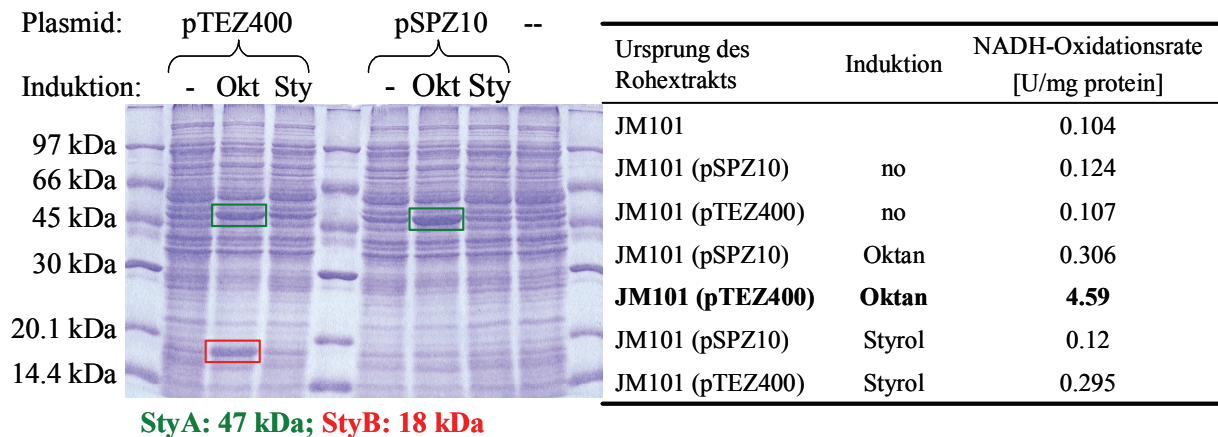 Plasmid: pTEZ400 pSPZ10 --
Induktion: - Okt Sty - Okt Sty
97 kDa
66 kDa
45 kDa
30 kDa
20.1 kDa
14.4 kDa
StyA: 47 kDa; StyB: 18 kDa
Ursprung des Rohextrakts Induktion NADH-Oxidationsrate [U/mg protein]
JM101 0.104
JM101 (pSPZ10) no 0.124
JM101 (pTEZ400) no 0.107
JM101 (pSPZ10) Oktan 0.306
JM101 (pTEZ400) Oktan 4.59
JM101 (pSPZ10) Styrol 0.12
JM101 (pTEZ400) Styrol 0.295